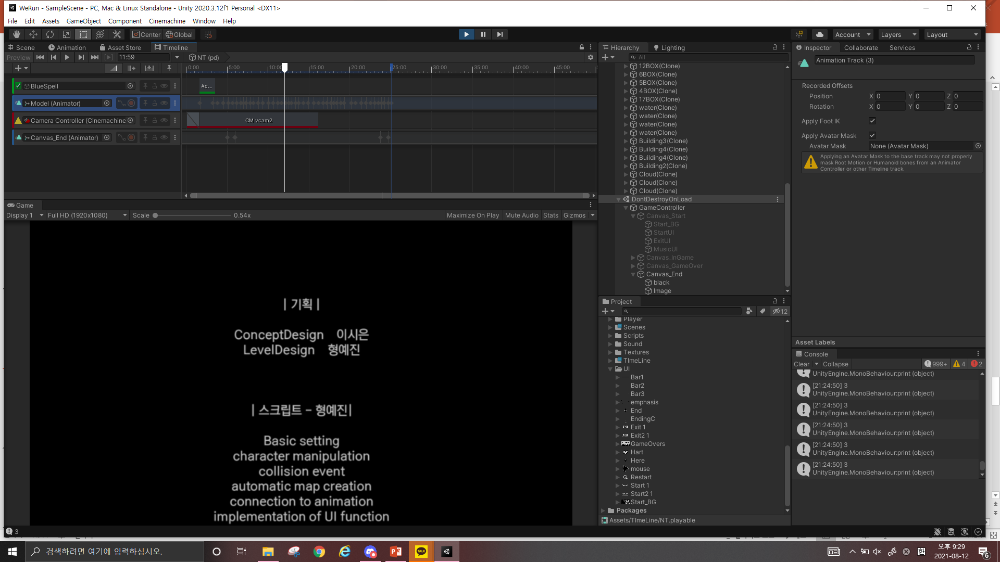 WeRun - SampleScene - PC, Mac & Linux Standalone - Unity 2020.3.12f1 Personal <DX11>
File Edit Assets GameObject Component Cinemachine Window Help
Center Global Account Layers Layout
Scene Animation Asset Store Timeline
Preview 11:59 NT (pd)
0:00 5:00 10:00 15:00 20:00 25:00 30:00 35:00 40:00 45:00
BlueSpell Ac...
Model (Animator)
Camera Controller (Cinemachine CM vcam2
Canvas_End (Animator)
Game
Display 1 Full HD (1920x1080) Scale 0.54x Maximize On Play Mute Audio Stats Gizmos
| 기획 |
ConceptDesign 이시은
LevelDesign 형예진
| 스크립트 - 형예진|
Basic setting
character manipulation
collision event
automatic map creation
connection to animation
implementation of UI function
Hierarchy Lighting
All
12BOX(Clone)
6BOX(Clone)
5BOX(Clone)
4BOX(Clone)
17BOX(Clone)
water(Clone)
water(Clone)
water(Clone)
water(Clone)
Building3(Clone)
Building4(Clone)
Building4(Clone)
Building2(Clone)
Cloud(Clone)
Cloud(Clone)
Cloud(Clone)
DontDestroyOnLoad
GameController
Canvas_Start
Start_BG
StartUI
ExitUI
MusicUI
Canvas_InGame
Canvas_GameOver
Canvas_End
black
Image
Project
12
Player
Scenes
Scripts
Sound
Textures
TImeLine
UI
Bar1
Bar2
Bar3
emphasis
End
EndingC
Exit 1
Exit2 1
GameOvers
Hart
Here
mouse
Restart
Start 1
Start2 1
Start_BG
Packages
Assets/TImeLine/NT.playable
Inspector Collaborate Services
Animation Track (3)
Recorded Offsets
Position X 0 Y 0 Z 0
Rotation X 0 Y 0 Z 0
Apply Foot IK
Apply Avatar Mask
Avatar Mask None (Avatar Mask)
Applying an Avatar Mask to the base track may not properly
mask Root Motion or Humanoid bones from an Animator
Controller or other Timeline track.
Asset Labels
Console
Clear Collapse 999+ 4 2
UnityEngine.MonoBehaviour:print (object)
[21:24:50] 3
UnityEngine.MonoBehaviour:print (object)
[21:24:50] 3
UnityEngine.MonoBehaviour:print (object)
[21:24:50] 3
UnityEngine.MonoBehaviour:print (object)
[21:24:50] 3
UnityEngine.MonoBehaviour:print (object)
[21:24:50] 3
UnityEngine.MonoBehaviour:print (object)
3
검색하려면 여기에 입력하십시오.
TALK
한
오후 9:29
2021-08-12
6